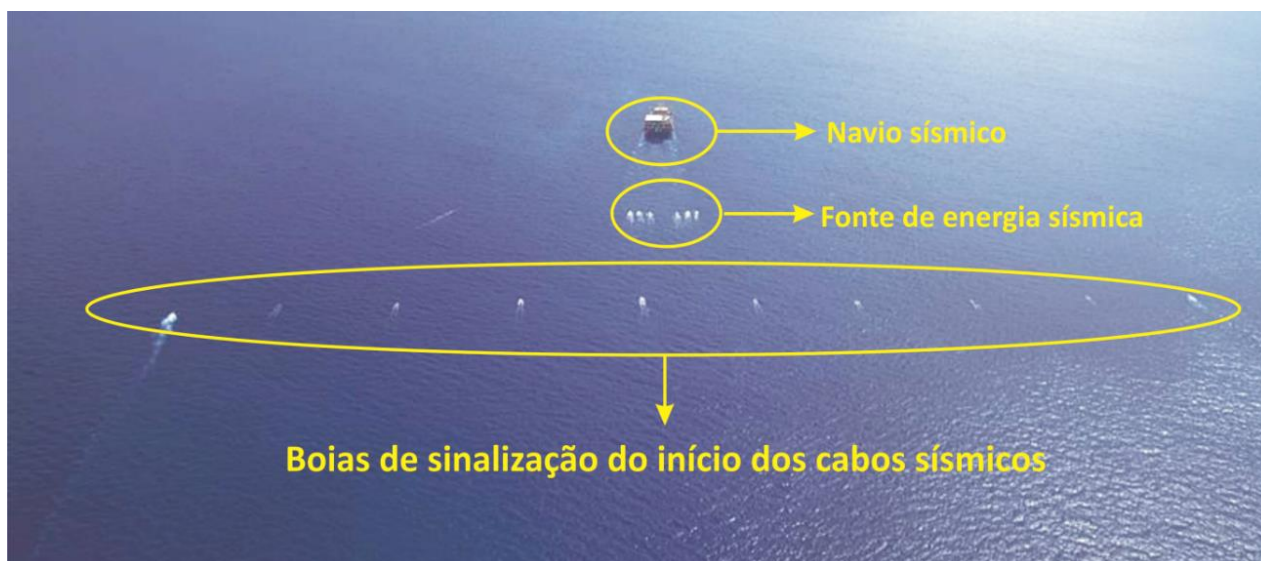 Navio sísmico
Fonte de energia sísmica
Boias de sinalização do início dos cabos sísmicos